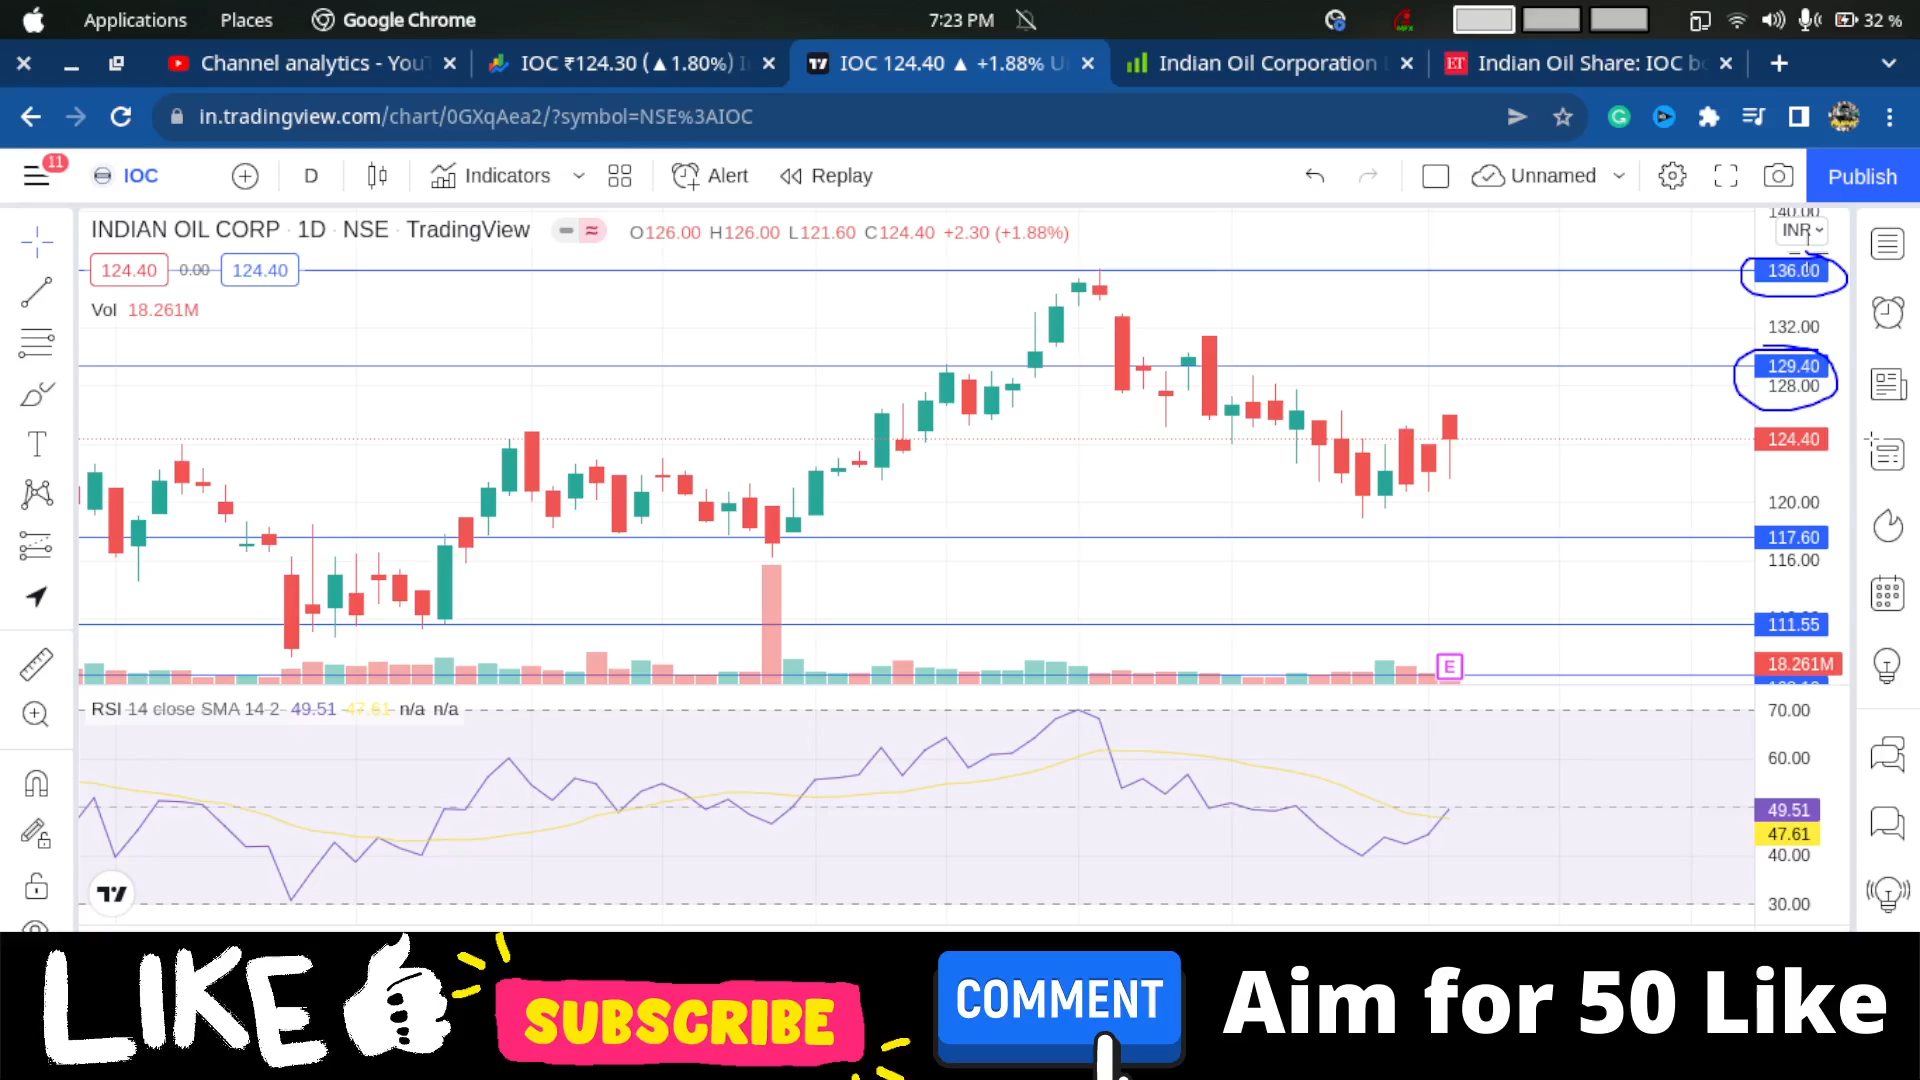 Applications Places Google Chrome 7:23 PM 32 %
Channel analytics - You IOC ₹124.30 (▲1.80%) IOC 124.40 ▲ +1.88% Indian Oil Corporation ET Indian Oil Share: IOC
in.tradingview.com/chart/0GXqAea2/?symbol=NSE%3AIOC
11 IOC D Indicators Alert Replay Unnamed Publish
INDIAN OIL CORP · 1D · NSE · TradingView O126.00 H126.00 L121.60 C124.40 +2.30 (+1.88%)
140.00
INR
124.40 0.00 124.40
136.00
Vol 18.261M
132.00
129.40
128.00
124.40
120.00
117.60
116.00
111.55
E
18.261M
RSI 14 close SMA 14 2 49.51 47.61 n/a n/a
70.00
60.00
49.51
47.61
40.00
30.00
LIKE SUBSCRIBE COMMENT Aim for 50 Like